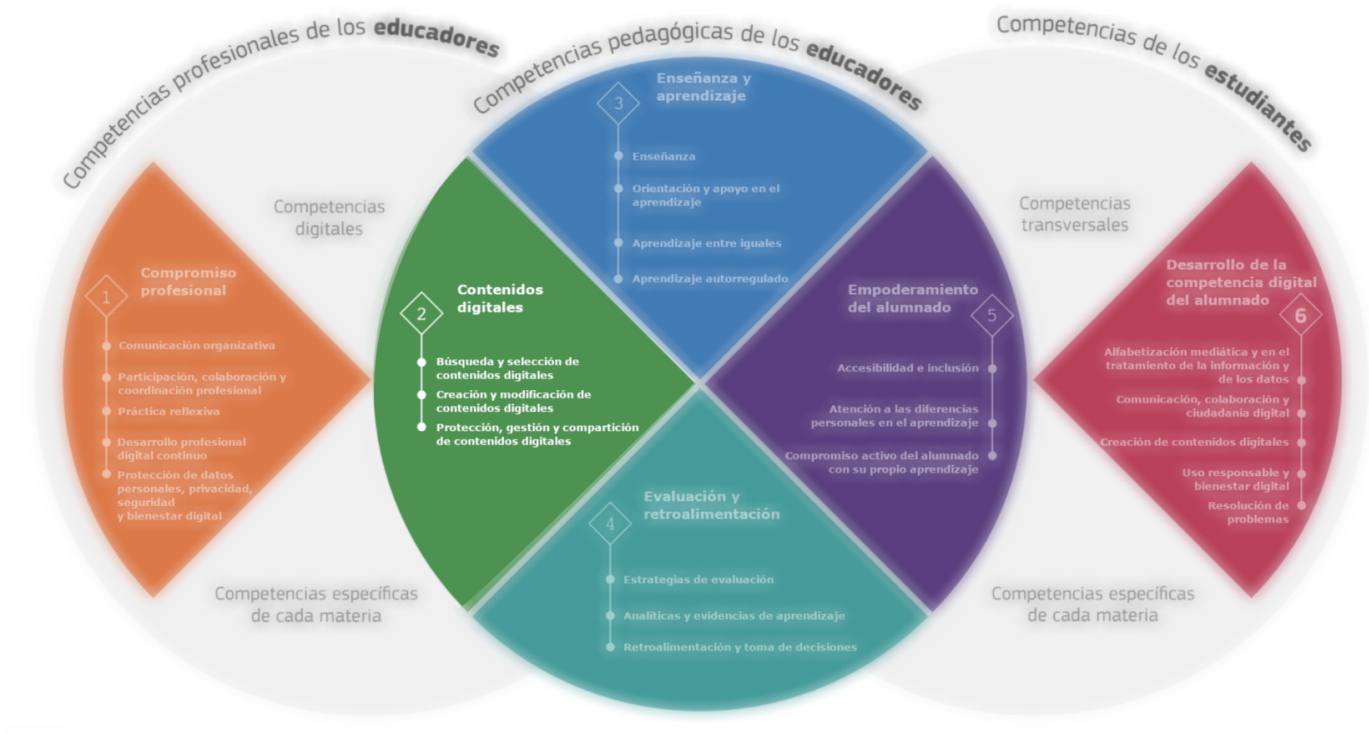 Competencias profesionales de los educadores
Competencias pedagógicas de los educadores
Competencias de los estudiantes
Competencias
digitales
Competencias
transversales
1
Compromiso
profesional
Comunicación organizativa
Participación, colaboración y
coordinación profesional
Práctica reflexiva
Desarrollo profesional
digital continuo
Protección de datos
personales, privacidad,
seguridad
y bienestar digital
2
Contenidos
digitales
Búsqueda y selección de
contenidos digitales
Creación y modificación de
contenidos digitales
Protección, gestión y compartición
de contenidos digitales
3
Enseñanza y
aprendizaje
Enseñanza
Orientación y apoyo en el
aprendizaje
Aprendizaje entre iguales
Aprendizaje autorregulado
4
Evaluación y
retroalimentación
Estrategias de evaluación
Analíticas y evidencias de aprendizaje
Retroalimentación y toma de decisiones
5
Empoderamiento
del alumnado
Accesibilidad e inclusión
Atención a las diferencias
personales en el aprendizaje
Compromiso activo del alumnado
con su propio aprendizaje
6
Desarrollo de la
competencia digital
del alumnado
Alfabetización mediática y en el
tratamiento de la información y
de los datos
Comunicación, colaboración y
ciudadanía digital
Creación de contenidos digitales
Uso responsable y
bienestar digital
Resolución de
problemas
Competencias específicas
de cada materia
Competencias específicas
de cada materia